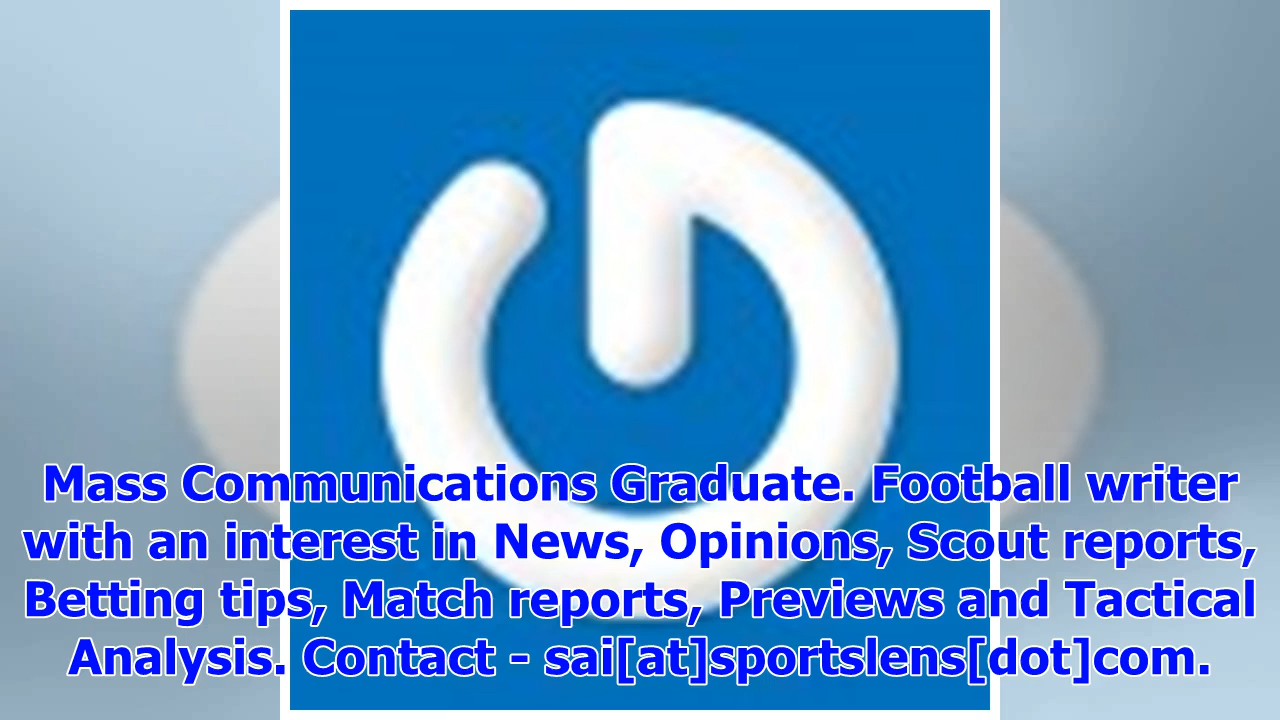 Mass Communications Graduate. Football writer
with an interest in News, Opinions, Scout reports,
Betting tips, Match reports, Previews and Tactical
Analysis. Contact - sai[at]sportslens[dot]com.